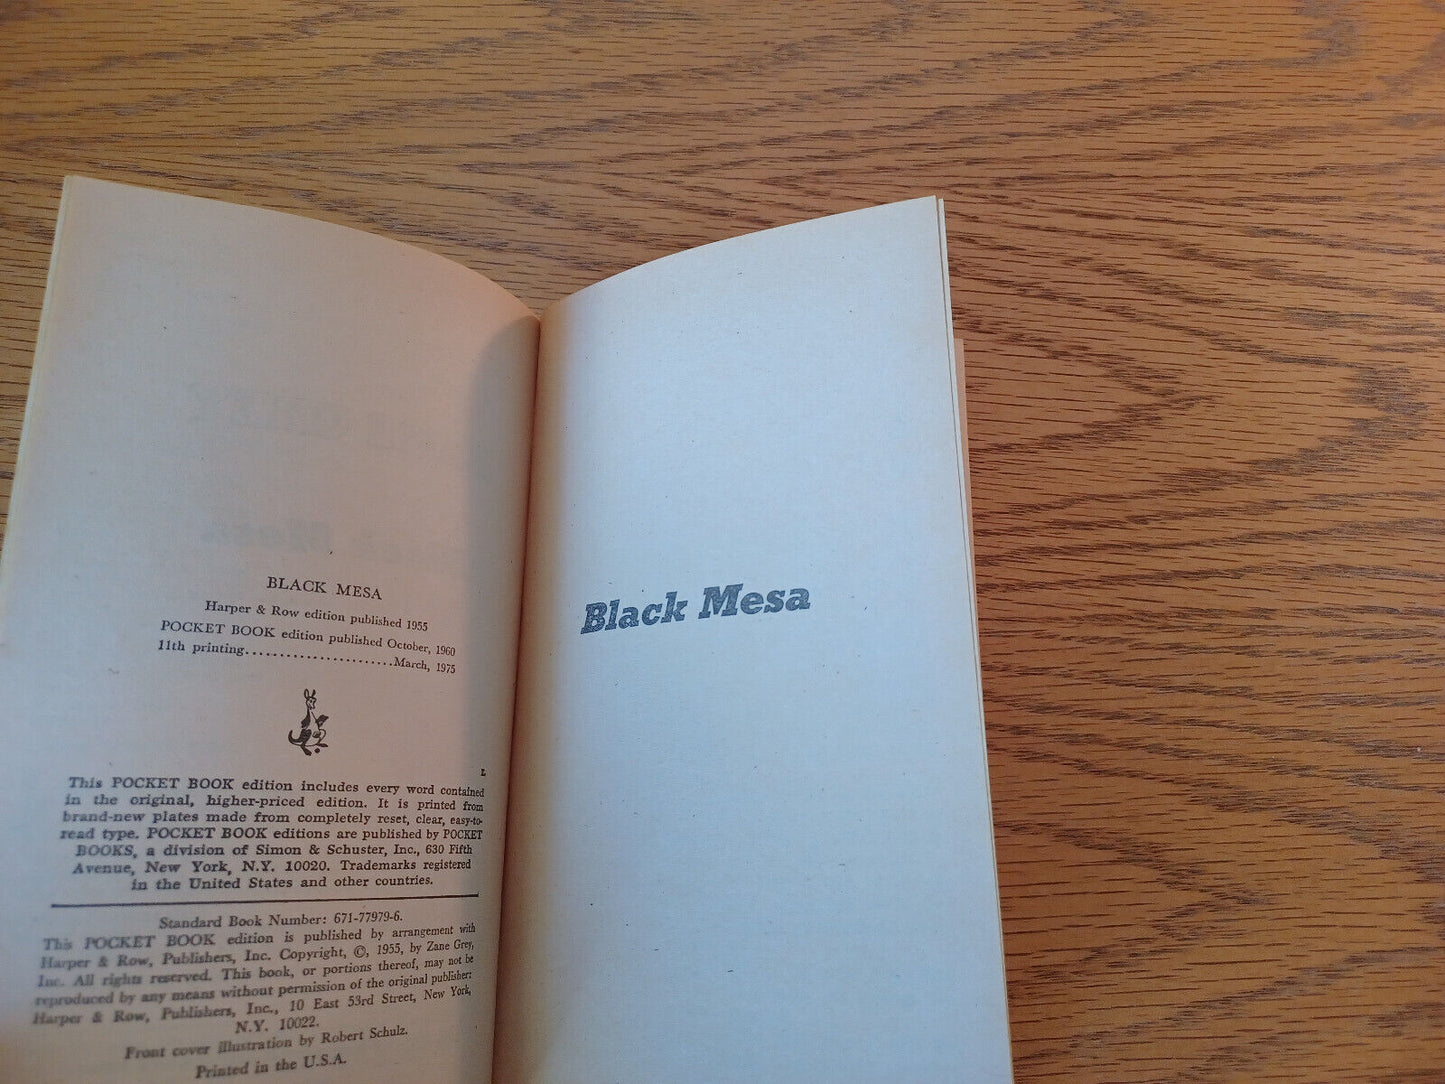 BLACK MESA
Harper & Row edition published 1955
POCKET BOOK edition published October, 1960
11th printing......................March, 1975
L
This POCKET BOOK edition includes every word contained
in the original, higher-priced edition. It is printed from
brand-new plates made from completely reset, clear, easy-to-
read type. POCKET BOOK editions are published by POCKET
BOOKS, a division of Simon & Schuster, Inc., 630 Fifth
Avenue, New York, N.Y. 10020. Trademarks registered
in the United States and other countries.
Standard Book Number: 671-77979-6.
This POCKET BOOK edition is published by arrangement with
Harper & Row, Publishers, Inc. Copyright, ©, 1955, by Zane Grey,
Inc. All rights reserved. This book, or portions thereof, may not be
reproduced by any means without permission of the original publisher:
Harper & Row, Publishers, Inc., 10 East 53rd Street, New York,
N.Y. 10022.
Front cover illustration by Robert Schulz.
Printed in the U.S.A.
Black Mesa